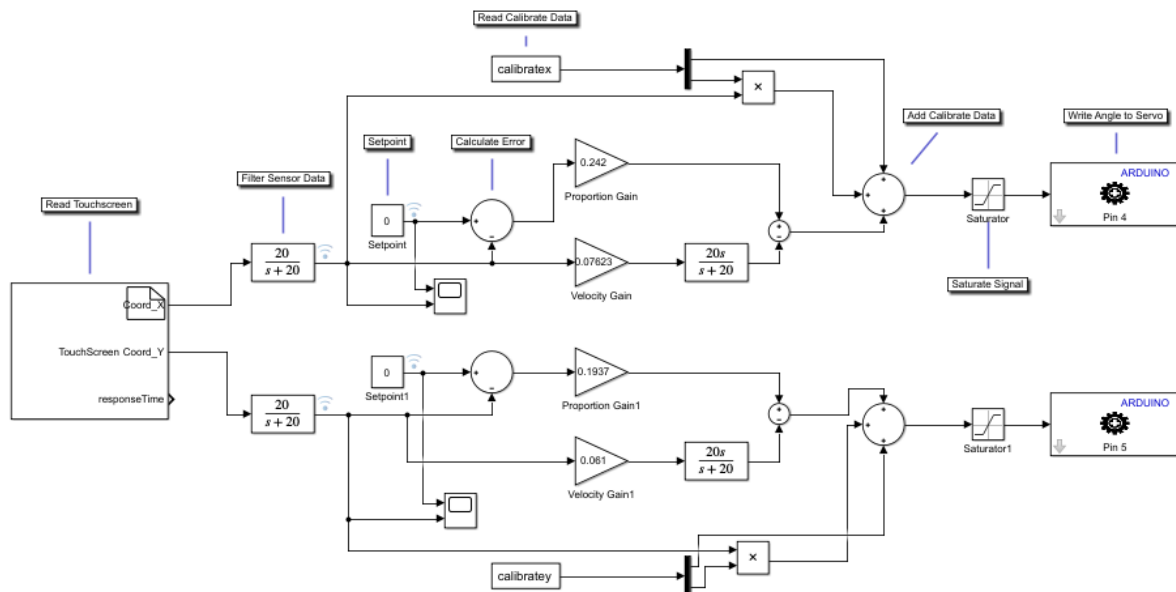 Read Calibrate Data
calibratex
×
Add Calibrate Data
Write Angle to Servo
Setpoint
Calculate Error
0.242
Proportion Gain
ARDUINO
Pin 4
Filter Sensor Data
Read Touchscreen
0
Setpoint
+
−
+
−
+
+
+
Saturator
20
s + 20
0.07623
Velocity Gain
20s
s + 20
Saturate Signal
Coord_X
TouchScreen Coord_Y
responseTime
0
Setpoint1
+
−
0.1937
Proportion Gain1
+
−
+
+
+
ARDUINO
Pin 5
Saturator1
20
s + 20
0.061
Velocity Gain1
20s
s + 20
×
calibratey